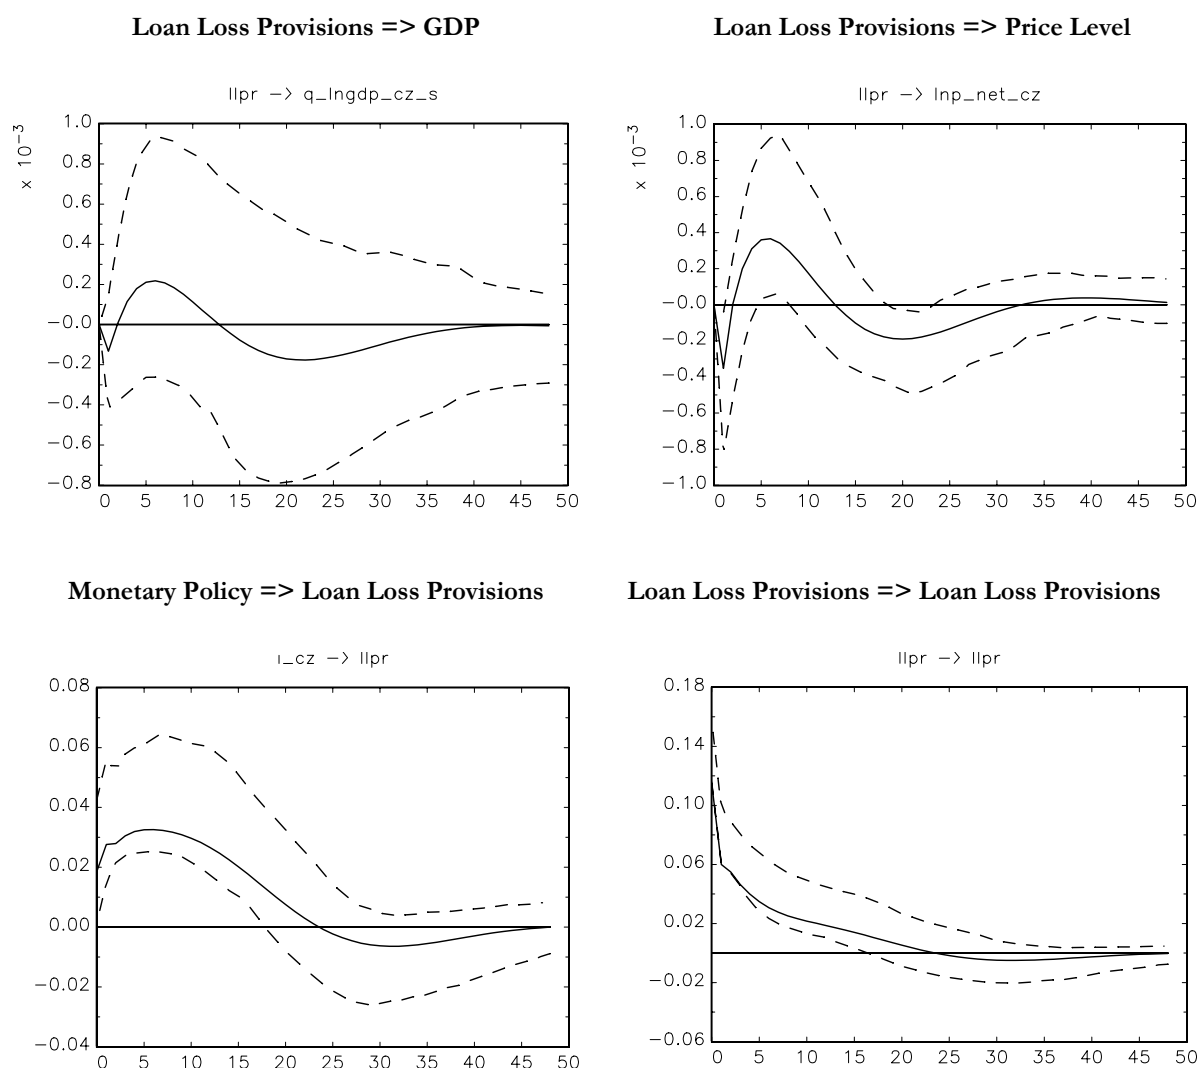 Loan Loss Provisions => GDP
Loan Loss Provisions => Price Level
llpr −> q_lngdp_cz_s
llpr −> lnp_net_cz
x 10⁻³
1.0
0.8
0.6
0.4
0.2
−0.0
−0.2
−0.4
−0.6
−0.8
0 5 10 15 20 25 30 35 40 45 50
x 10⁻³
1.0
0.8
0.6
0.4
0.2
−0.0
−0.2
−0.4
−0.6
−0.8
−1.0
0 5 10 15 20 25 30 35 40 45 50
Monetary Policy => Loan Loss Provisions
Loan Loss Provisions => Loan Loss Provisions
i_cz −> llpr
llpr −> llpr
0.08
0.06
0.04
0.02
0.00
−0.02
−0.04
0 5 10 15 20 25 30 35 40 45 50
0.18
0.14
0.10
0.06
0.02
−0.02
−0.06
0 5 10 15 20 25 30 35 40 45 50